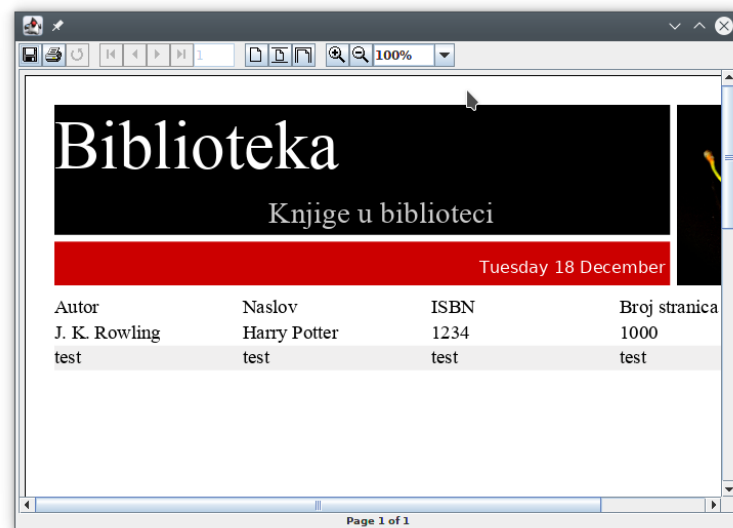 1
100%
Biblioteka
Knjige u biblioteci
Tuesday 18 December
Autor Naslov ISBN Broj stranica
J. K. Rowling Harry Potter 1234 1000
test test test test
Page 1 of 1